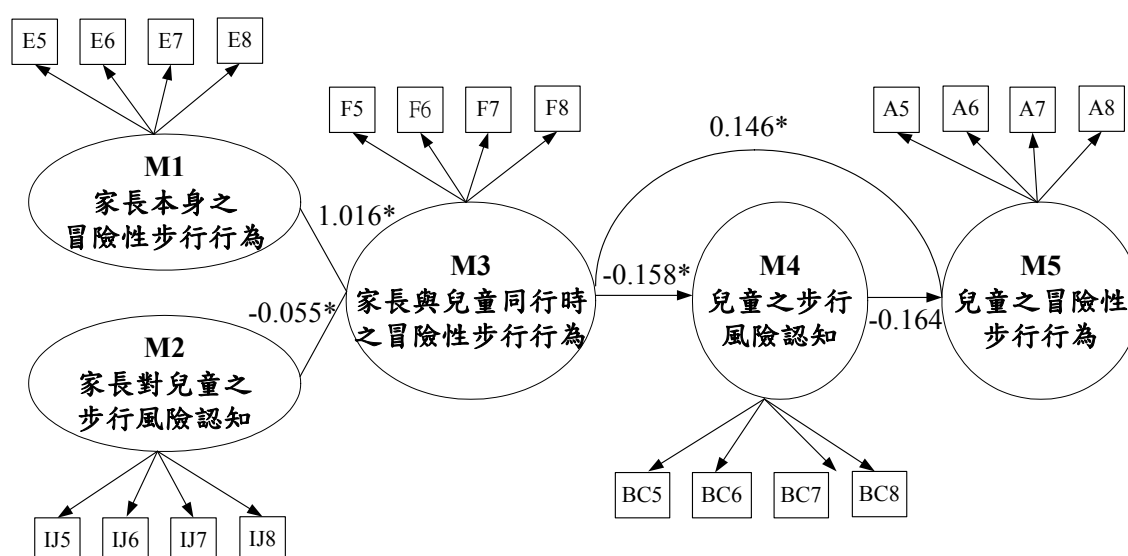 E5
E6
E7
E8
M1
家長本身之
冒險性步行行為
F5
F6
F7
F8
A5
A6
A7
A8
0.146*
1.016*
-0.055*
M3
家長與兒童同行時
之冒險性步行行為
-0.158*
M4
兒童之步行
風險認知
-0.164
M5
兒童之冒險性
步行行為
M2
家長對兒童之
步行風險認知
IJ5
IJ6
IJ7
IJ8
BC5
BC6
BC7
BC8